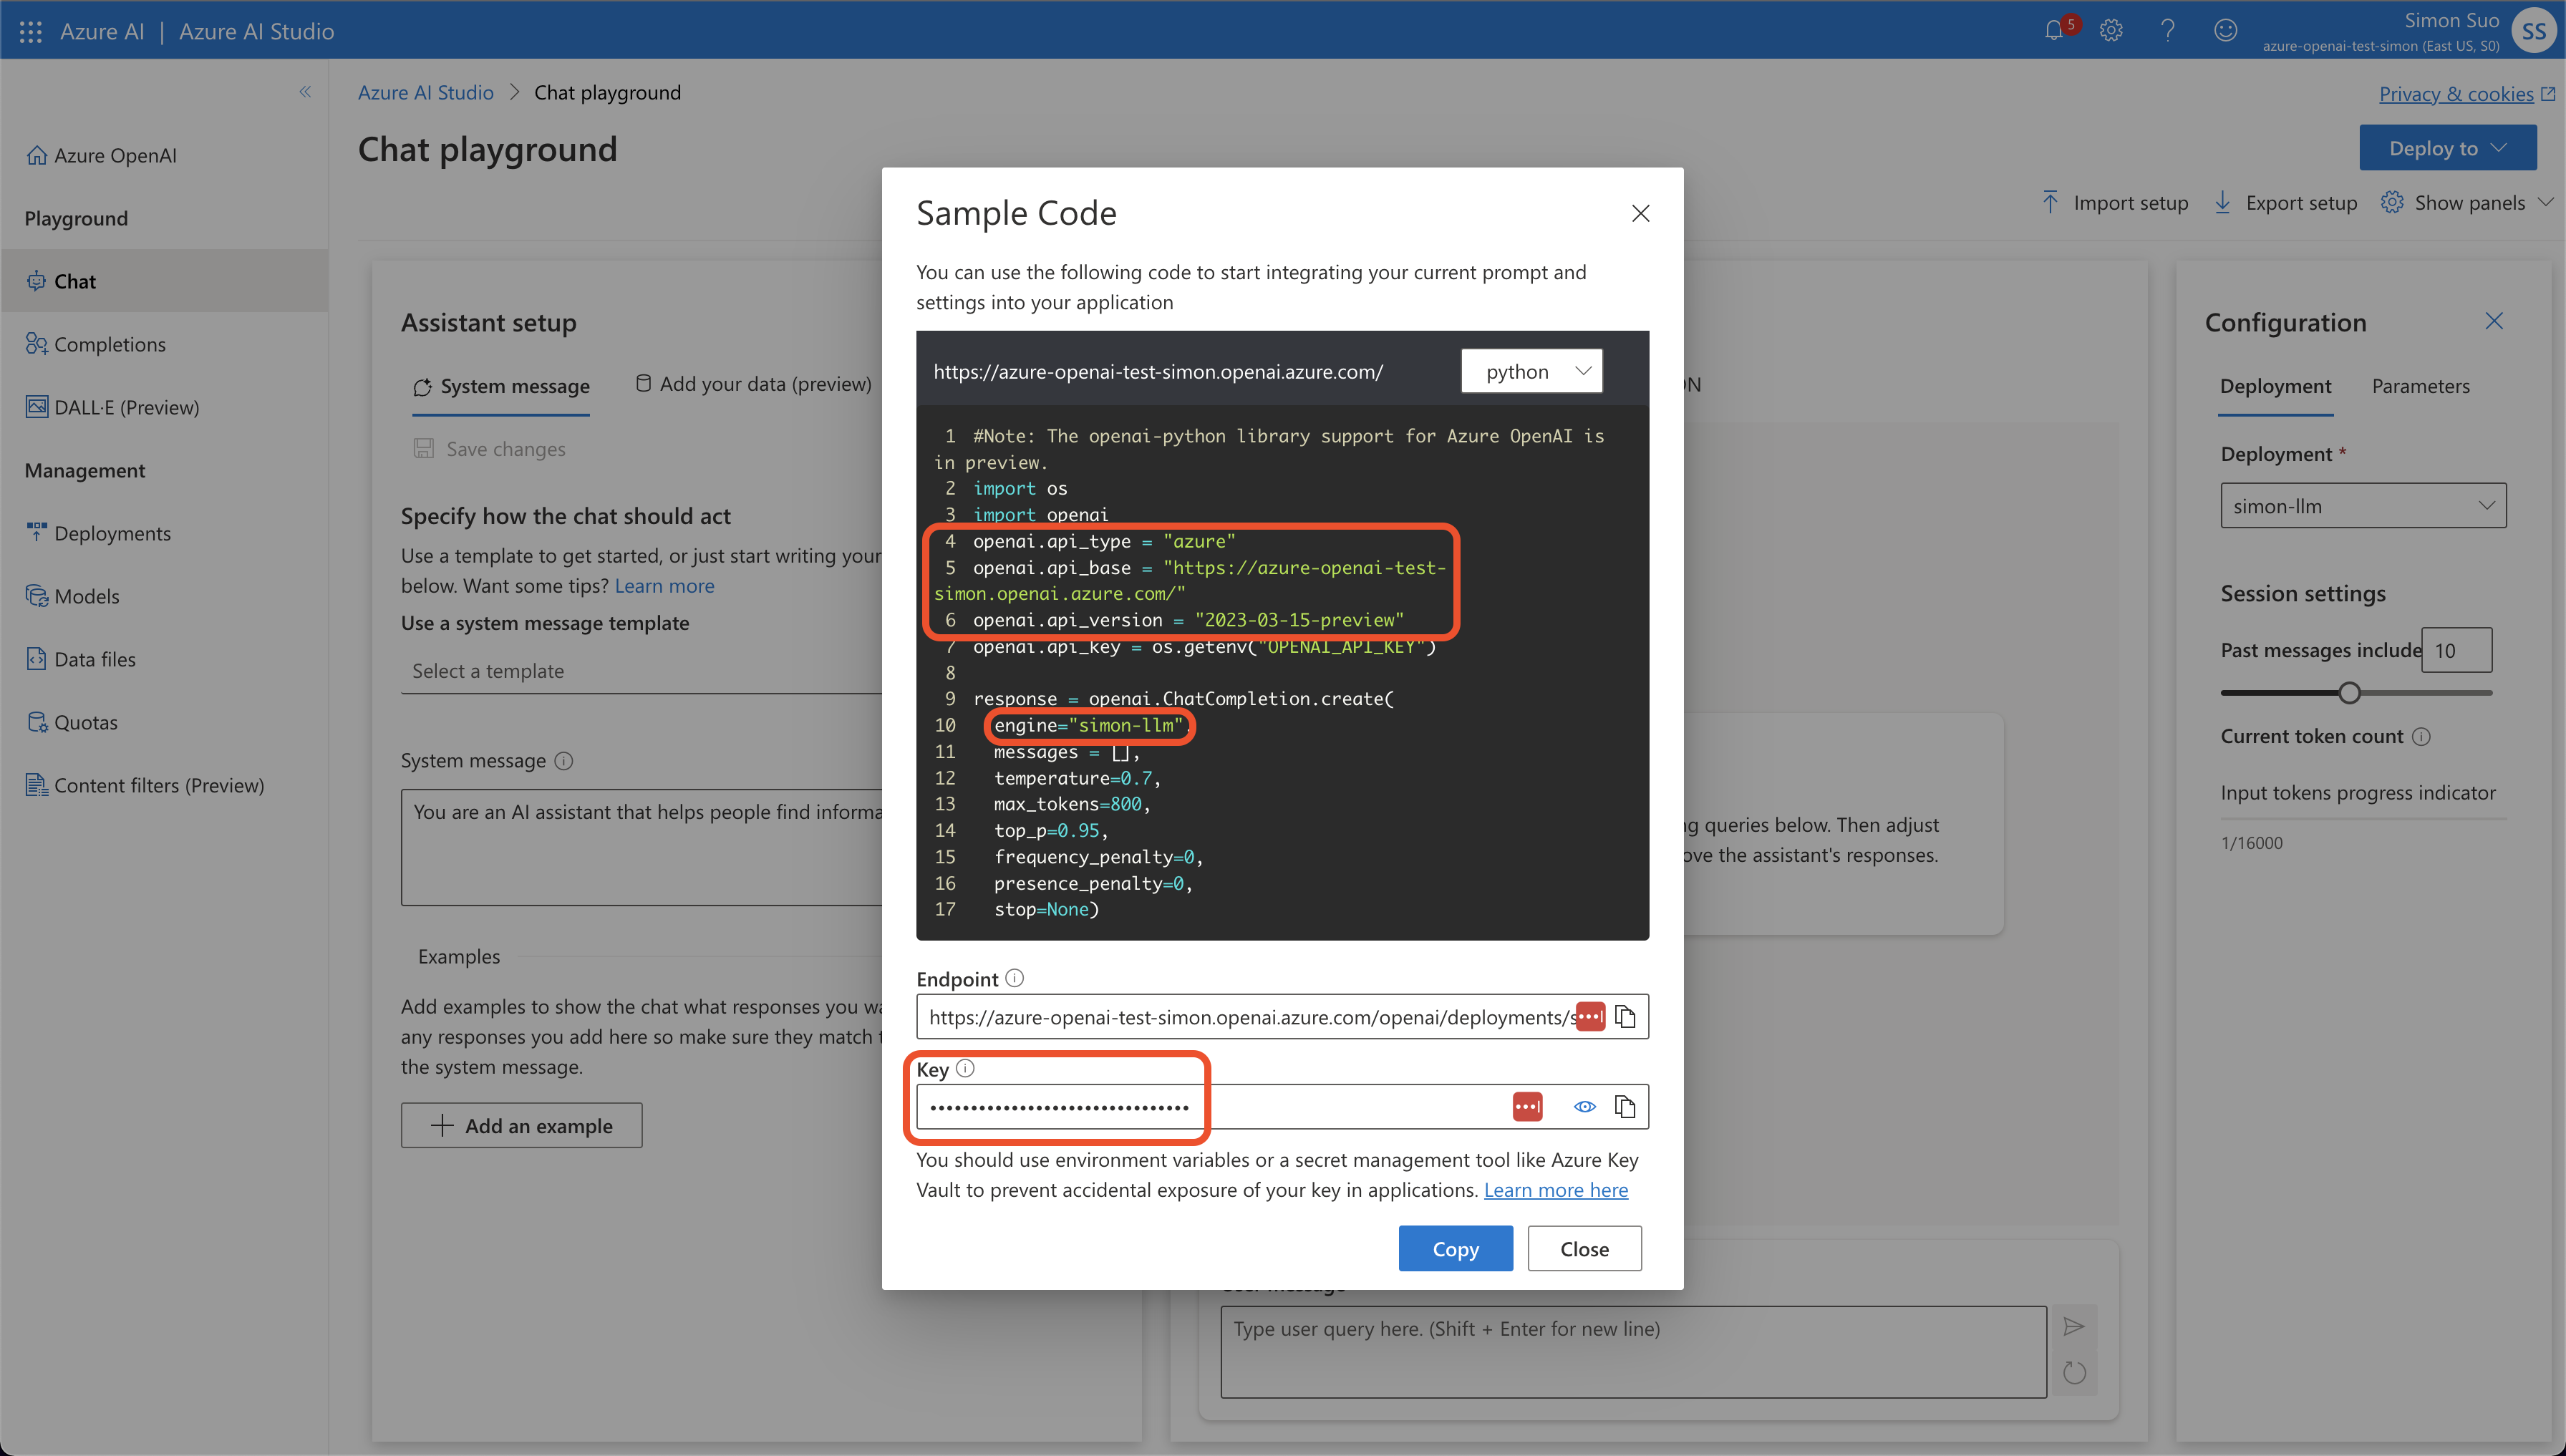 Azure AI | Azure AI Studio
5
Simon Suo
azure-openai-test-simon (East US, S0)
SS
Azure AI Studio > Chat playground
Privacy & cookies
Chat playground
Deploy to
Import setup
Export setup
Show panels
Azure OpenAI
Playground
Chat
Completions
DALL·E (Preview)
Management
Deployments
Models
Data files
Quotas
Content filters (Preview)
Assistant setup
System message
Add your data (preview)
Save changes
Specify how the chat should act
Use a template to get started, or just start writing your
below. Want some tips? Learn more
Use a system message template
Select a template
System message
You are an AI assistant that helps people find informa
Examples
Add examples to show the chat what responses you wa
any responses you add here so make sure they match t
the system message.
Add an example
Sample Code
You can use the following code to start integrating your current prompt and
settings into your application
https://azure-openai-test-simon.openai.azure.com/
python
1 #Note: The openai-python library support for Azure OpenAI is
in preview.
2 import os
3 import openai
4 openai.api_type = "azure"
5 openai.api_base = "https://azure-openai-test-
simon.openai.azure.com/"
6 openai.api_version = "2023-03-15-preview"
7 openai.api_key = os.getenv("OPENAI_API_KEY")
8
9 response = openai.ChatCompletion.create(
10 engine="simon-llm",
11 messages = [],
12 temperature=0.7,
13 max_tokens=800,
14 top_p=0.95,
15 frequency_penalty=0,
16 presence_penalty=0,
17 stop=None)
Endpoint
https://azure-openai-test-simon.openai.azure.com/openai/deployments/s
Key
••••••••••••••••••••••••••••••••
You should use environment variables or a secret management tool like Azure Key
Vault to prevent accidental exposure of your key in applications. Learn more here
Copy
Close
ng queries below. Then adjust
ove the assistant's responses.
Type user query here. (Shift + Enter for new line)
Configuration
Deployment
Parameters
Deployment *
simon-llm
Session settings
Past messages include
10
Current token count
Input tokens progress indicator
1/16000